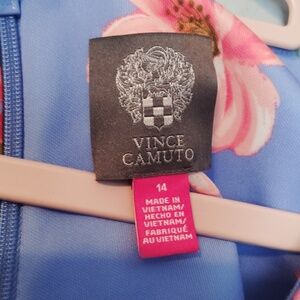 VINCE
CAMUTO
14
MADE IN
VIETNAM/
HECHO EN
VIETNAM/
FABRIQUÉ
AU VIETNAM